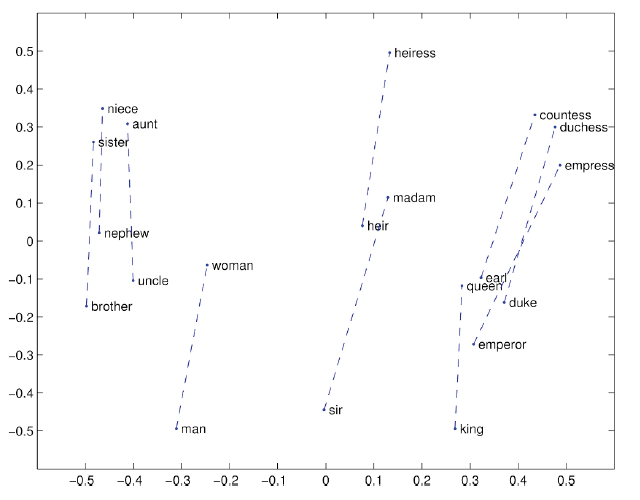 0.5
0.4
0.3
0.2
0.1
0
−0.1
−0.2
−0.3
−0.4
−0.5
heiress
niece
aunt
countess
duchess
sister
empress
madam
nephew
heir
woman
uncle
earl
queen
brother
duke
emperor
sir
man
king
−0.5 −0.4 −0.3 −0.2 −0.1 0 0.1 0.2 0.3 0.4 0.5